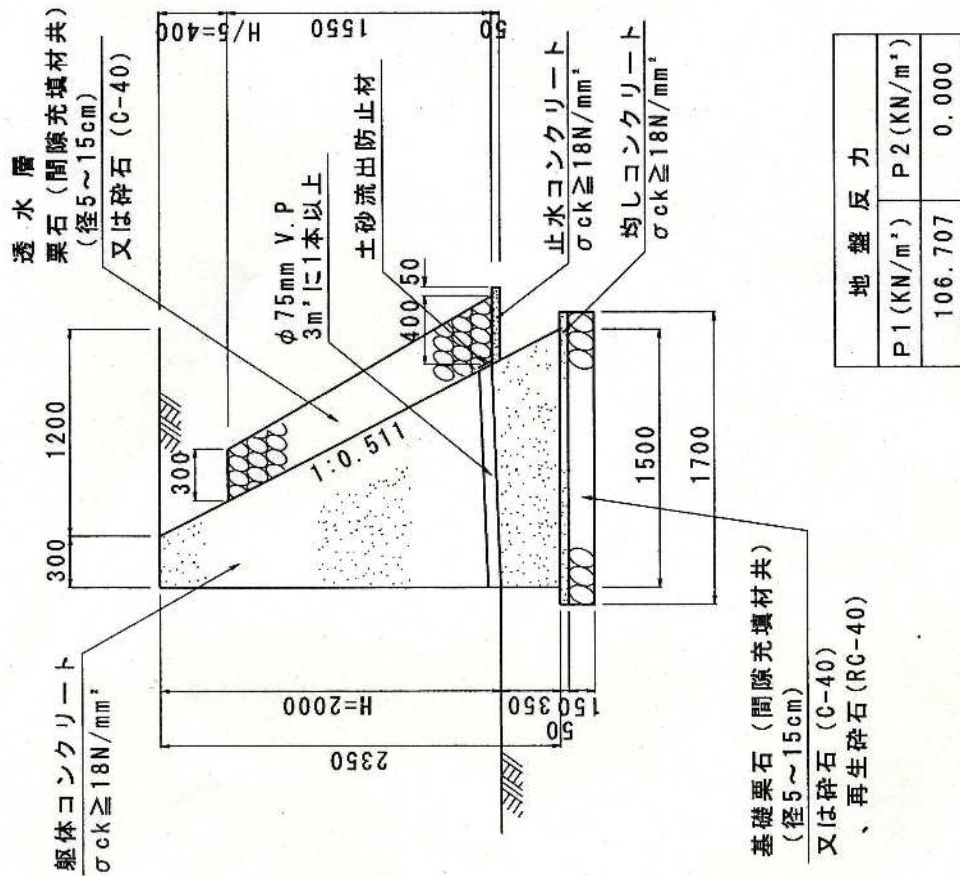 透水層
栗石（間隙充填材共）
（径5～15cm）
又は砕石（C-40）
300
1200
300
H/5=400
1550
50
躯体コンクリート
σck≧18N/mm²
1:0.511
φ75mm V.P
3m²に1本以上
土砂流出防止材
400
50
止水コンクリート
σck≧18N/mm²
均しコンクリート
σck≧18N/mm²
H=2000
350
150
2350
50
1500
1700
基礎栗石（間隙充填材共）
（径5～15cm）
又は砕石（C-40）
、再生砕石(RC-40)
地盤反力
P1(KN/m²) P2(KN/m²)
106.707 0.000